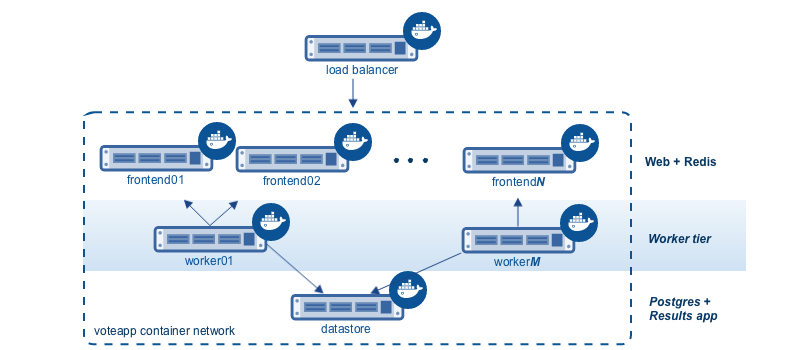 load balancer
frontend01
frontend02
• • •
frontendN
Web + Redis
worker01
workerM
Worker tier
datastore
Postgres +
Results app
voteapp container network